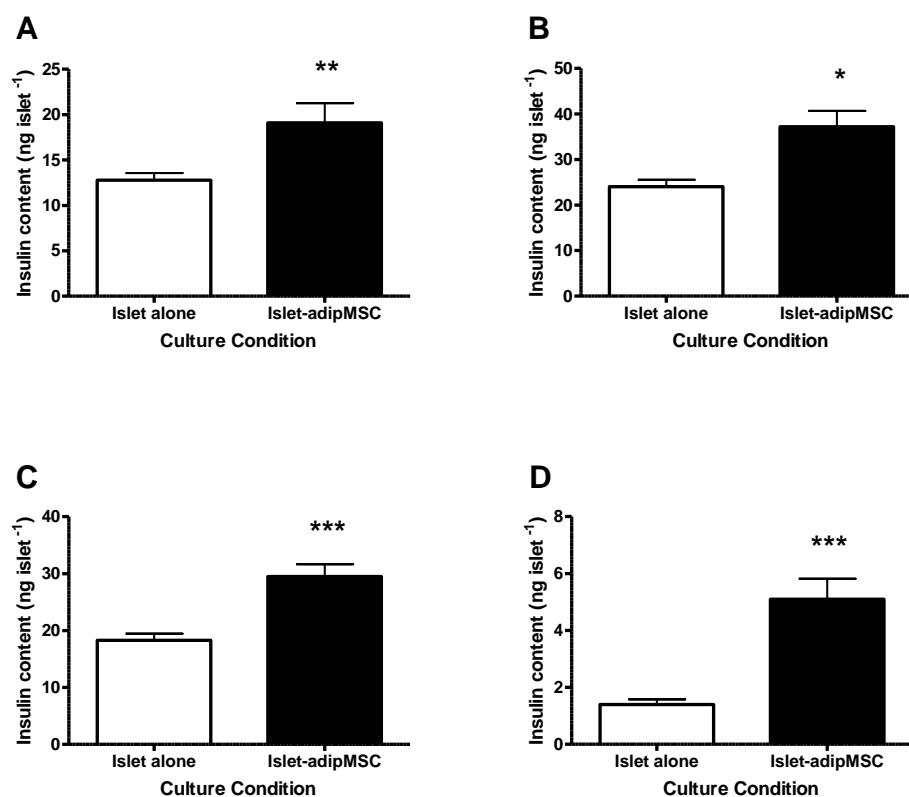 A
Insulin content (ng islet -1)
25
20
15
10
5
0
**
Islet alone
Islet-adipMSC
Culture Condition
B
Insulin content (ng islet -1)
50
40
30
20
10
0
*
Islet alone
Islet-adipMSC
Culture Condition
C
Insulin content (ng islet -1)
40
30
20
10
0
***
Islet alone
Islet-adipMSC
Culture Condition
D
Insulin content (ng islet -1)
8
6
4
2
0
***
Islet alone
Islet-adipMSC
Culture Condition